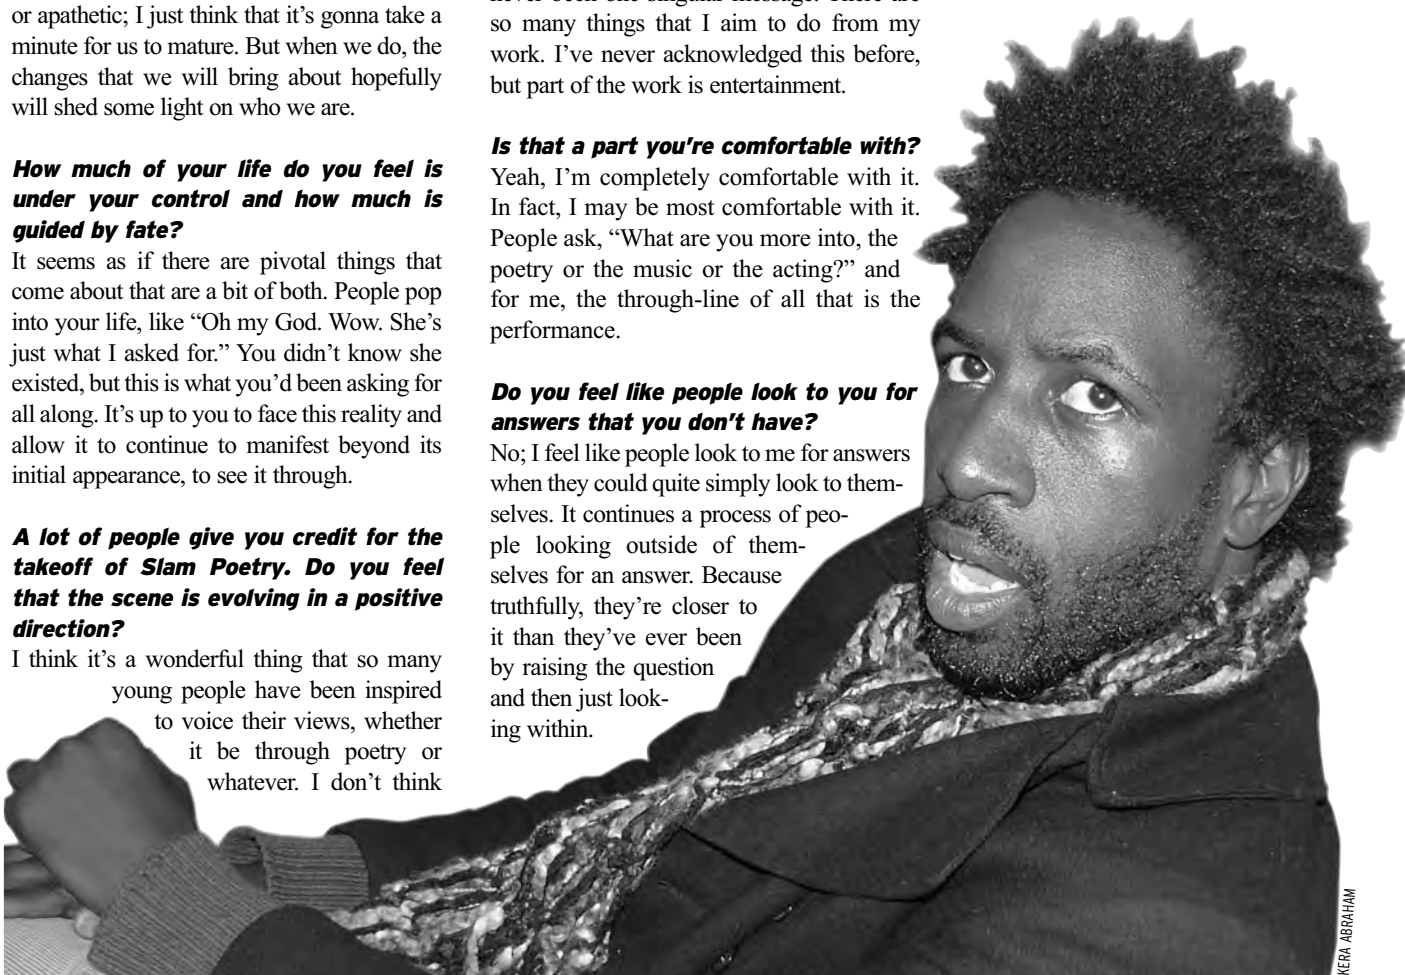 or apathetic; I just think that it’s gonna take a
minute for us to mature. But when we do, the
changes that we will bring about hopefully
will shed some light on who we are.
How much of your life do you feel is
under your control and how much is
guided by fate?
It seems as if there are pivotal things that
come about that are a bit of both. People pop
into your life, like “Oh my God. Wow. She’s
just what I asked for.” You didn’t know she
existed, but this is what you’d been asking for
all along. It’s up to you to face this reality and
allow it to continue to manifest beyond its
initial appearance, to see it through.
A lot of people give you credit for the
takeoff of Slam Poetry. Do you feel
that the scene is evolving in a positive
direction?
I think it’s a wonderful thing that so many
young people have been inspired
to voice their views, whether
it be through poetry or
whatever. I don’t think
never been one singular message. There are
so many things that I aim to do from my
work. I’ve never acknowledged this before,
but part of the work is entertainment.
Is that a part you’re comfortable with?
Yeah, I’m completely comfortable with it.
In fact, I may be most comfortable with it.
People ask, “What are you more into, the
poetry or the music or the acting?” and
for me, the through-line of all that is the
performance.
Do you feel like people look to you for
answers that you don’t have?
No; I feel like people look to me for answers
when they could quite simply look to them-
selves. It continues a process of peo-
ple looking outside of them-
selves for an answer. Because
truthfully, they’re closer to
it than they’ve ever been
by raising the question
and then just look-
ing within.
KERA ABRAHAM